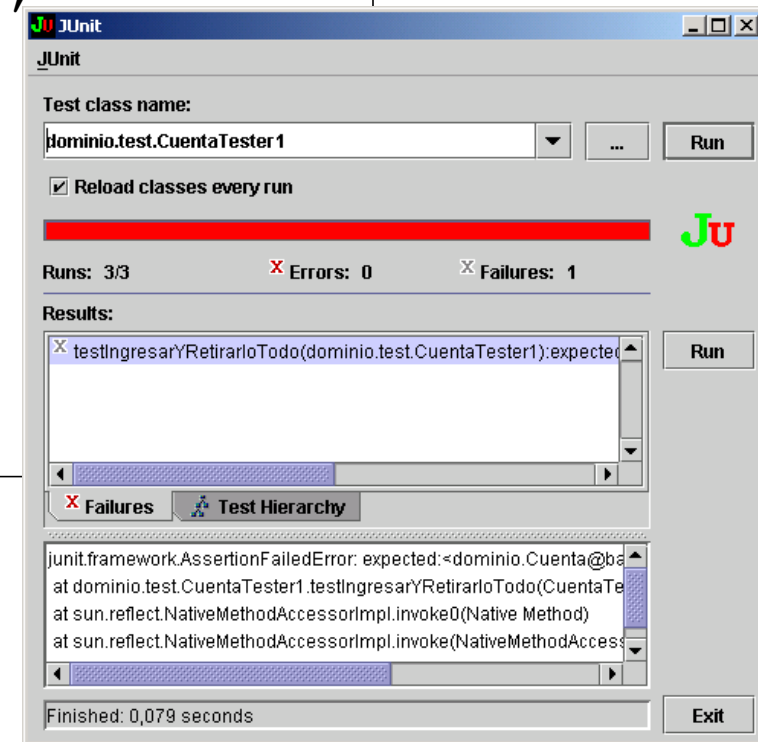 JU JUnit
JUnit
Test class name:
dominio.test.CuentaTester1
...
Run
Reload classes every run
JU
Runs: 3/3 X Errors: 0 X Failures: 1
Results:
X testIngresarYRetirarloTodo(dominio.test.CuentaTester1):expected
Run
X Failures Test Hierarchy
junit.framework.AssertionFailedError: expected:<dominio.Cuenta@ba
at dominio.test.CuentaTester1.testIngresarYRetirarloTodo(CuentaTe
at sun.reflect.NativeMethodAccessorImpl.invoke0(Native Method)
at sun.reflect.NativeMethodAccessorImpl.invoke(NativeMethodAccess
Finished: 0,079 seconds
Exit